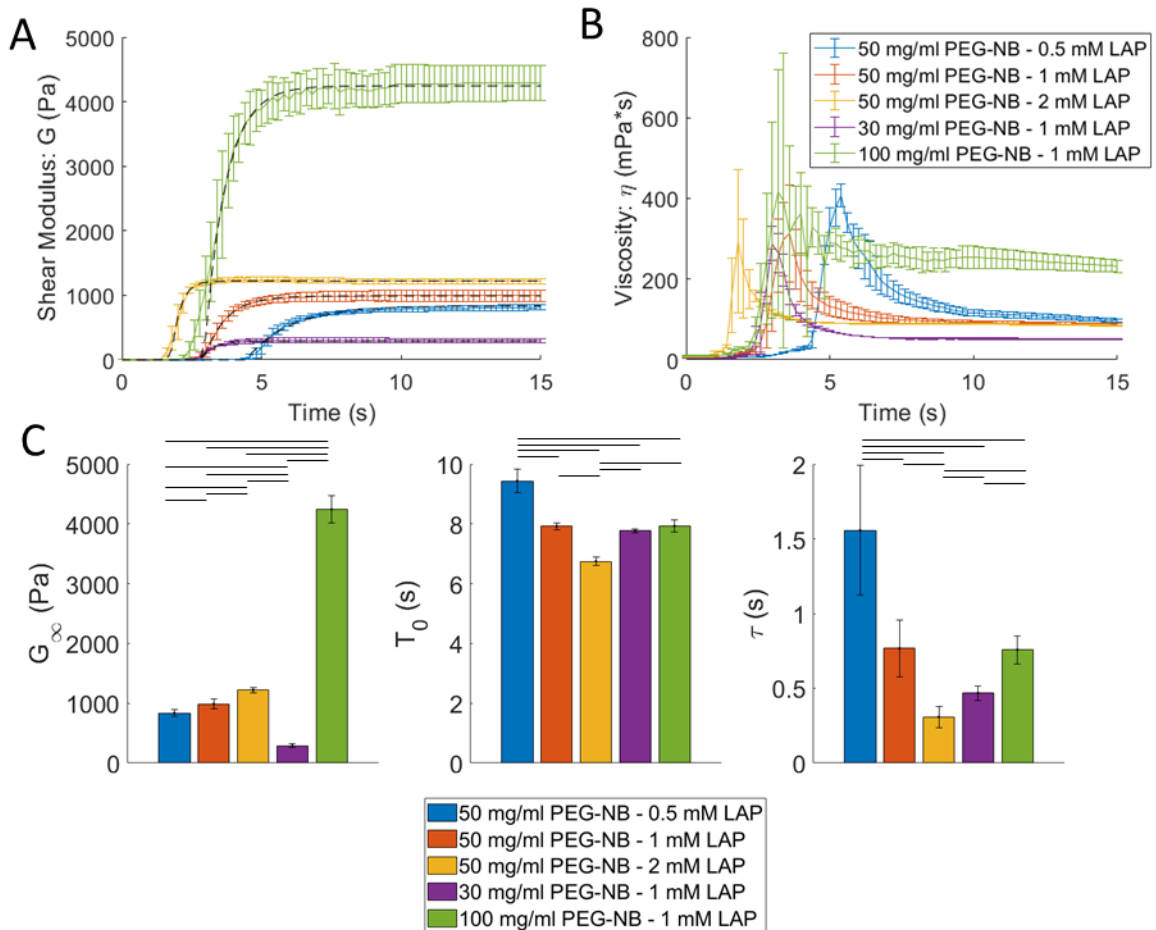 A
Shear Modulus: G (Pa)
5000
4000
3000
2000
1000
0
0 5 10 15
Time (s)
B
Viscosity: η (mPa*s)
800
600
400
200
0
0 5 10 15
Time (s)
50 mg/ml PEG-NB - 0.5 mM LAP
50 mg/ml PEG-NB - 1 mM LAP
50 mg/ml PEG-NB - 2 mM LAP
30 mg/ml PEG-NB - 1 mM LAP
100 mg/ml PEG-NB - 1 mM LAP
C
G∞ (Pa)
5000
4000
3000
2000
1000
0
T0 (s)
10
8
6
4
2
0
τ (s)
2
1.5
1
0.5
0
50 mg/ml PEG-NB - 0.5 mM LAP
50 mg/ml PEG-NB - 1 mM LAP
50 mg/ml PEG-NB - 2 mM LAP
30 mg/ml PEG-NB - 1 mM LAP
100 mg/ml PEG-NB - 1 mM LAP